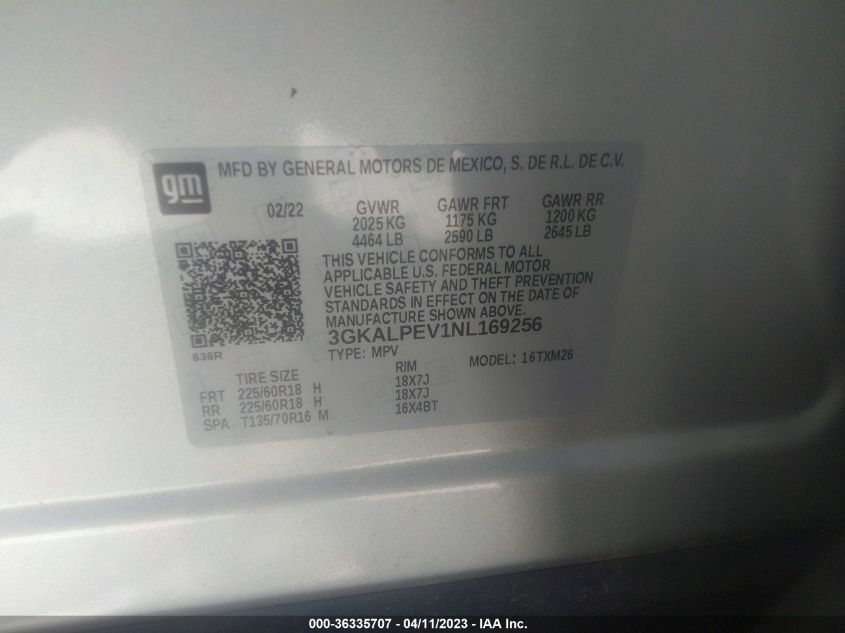 gm
MFD BY GENERAL MOTORS DE MEXICO, S. DE R.L. DE C.V.
02/22 GVWR GAWR FRT GAWR RR
2025 KG 1175 KG 1200 KG
4464 LB 2590 LB 2645 LB
THIS VEHICLE CONFORMS TO ALL
APPLICABLE U.S. FEDERAL MOTOR
VEHICLE SAFETY AND THEFT PREVENTION
STANDARDS IN EFFECT ON THE DATE OF
MANUFACTURE SHOWN ABOVE.
3GKALPEV1NL169256
636R
TYPE: MPV MODEL: 16TXM26
TIRE SIZE RIM
FRT 225/60R18 H 18X7J
RR 225/60R18 H 18X7J
SPA T135/70R16 M 16X4BT
000-36335707 - 04/11/2023 - IAA Inc.